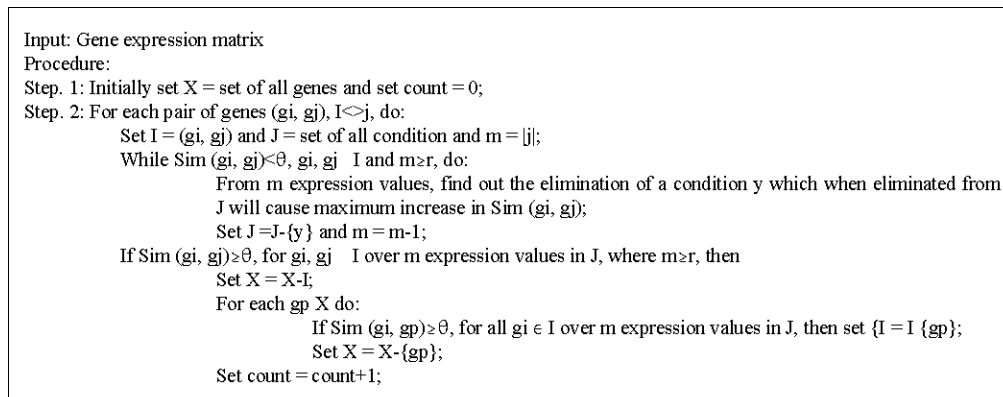 Input: Gene expression matrix
Procedure:
Step. 1: Initially set X = set of all genes and set count = 0;
Step. 2: For each pair of genes (gi, gj), I<>j, do:
Set I = (gi, gj) and J = set of all condition and m = |j|;
While Sim (gi, gj)<θ, gi, gj I and m≥r, do:
From m expression values, find out the elimination of a condition y which when eliminated from
J will cause maximum increase in Sim (gi, gj);
Set J =J-{y} and m = m-1;
If Sim (gi, gj)≥θ, for gi, gj I over m expression values in J, where m≥r, then
Set X = X-I;
For each gp X do:
If Sim (gi, gp)≥θ, for all gi ∈ I over m expression values in J, then set {I = I {gp};
Set X = X-{gp};
Set count = count+1;